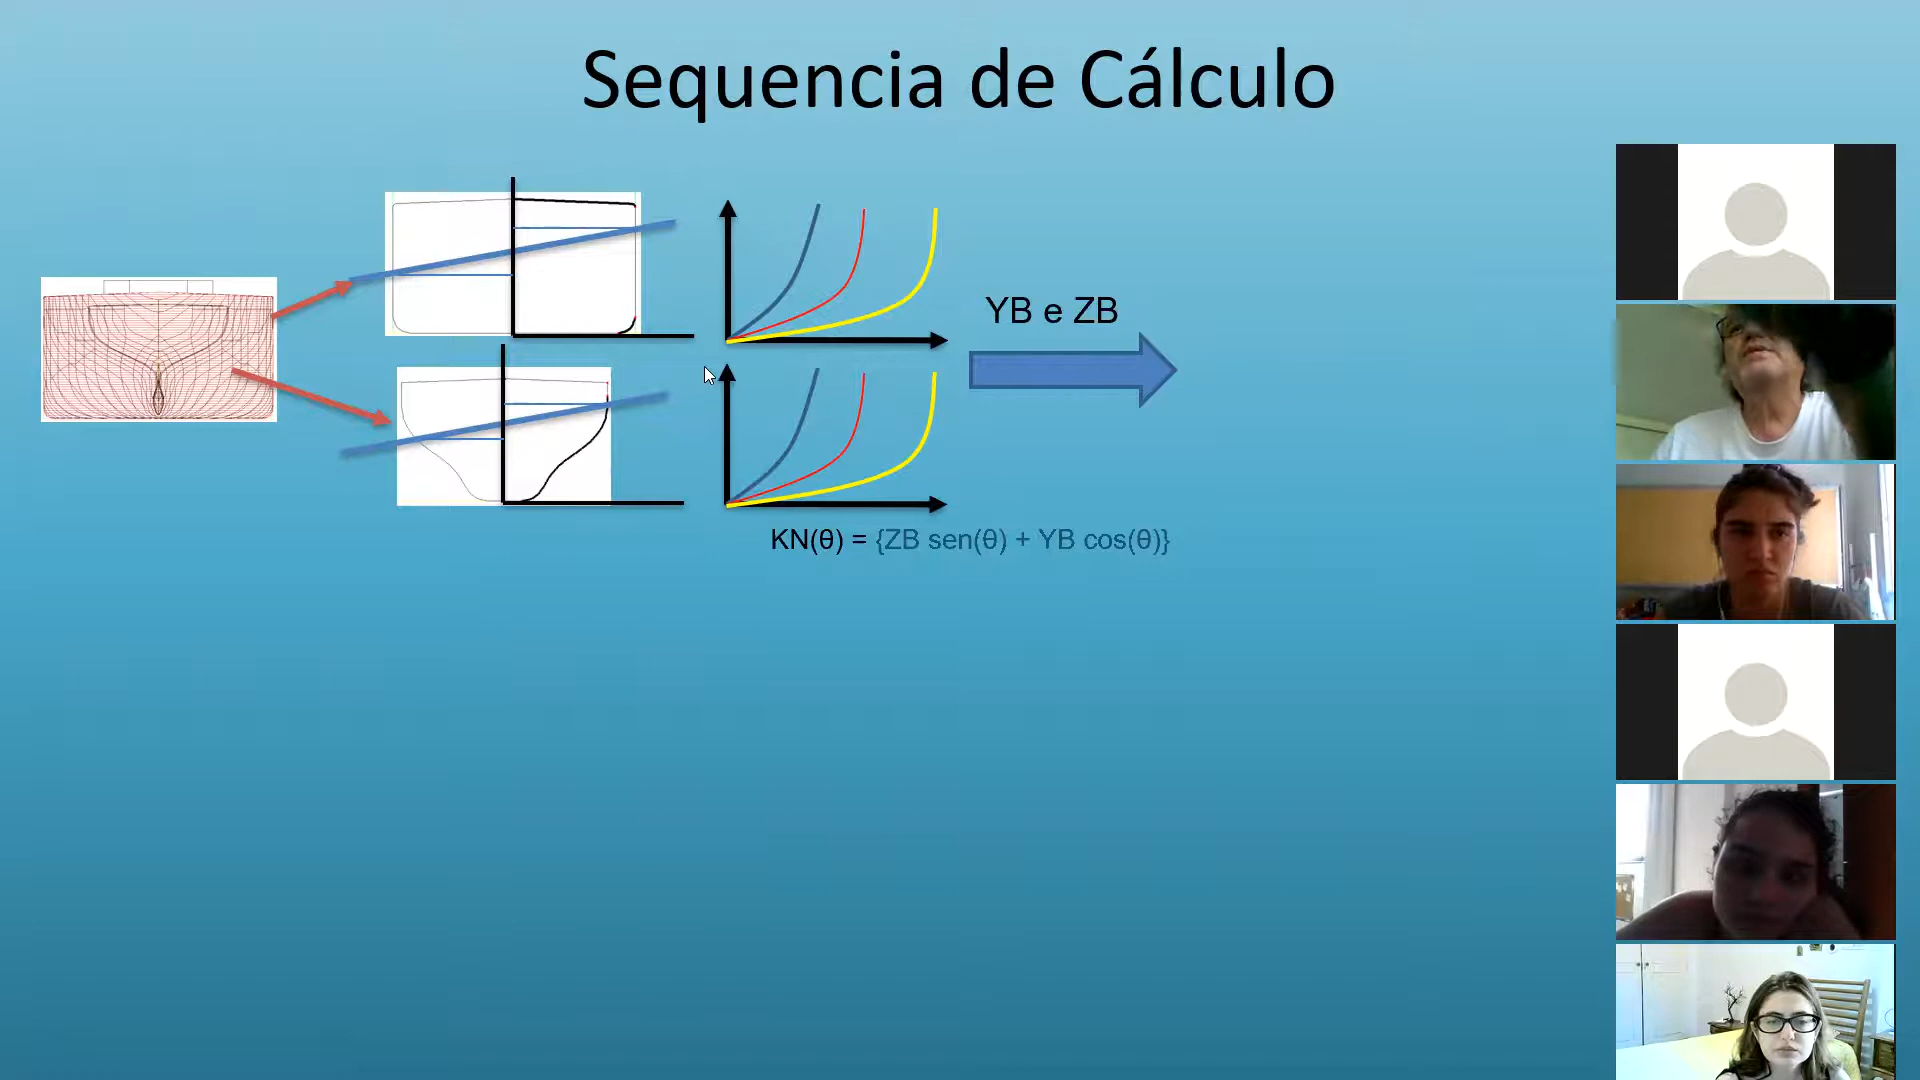 Sequencia de Cálculo
YB e ZB
KN(θ) = {ZB sen(θ) + YB cos(θ)}